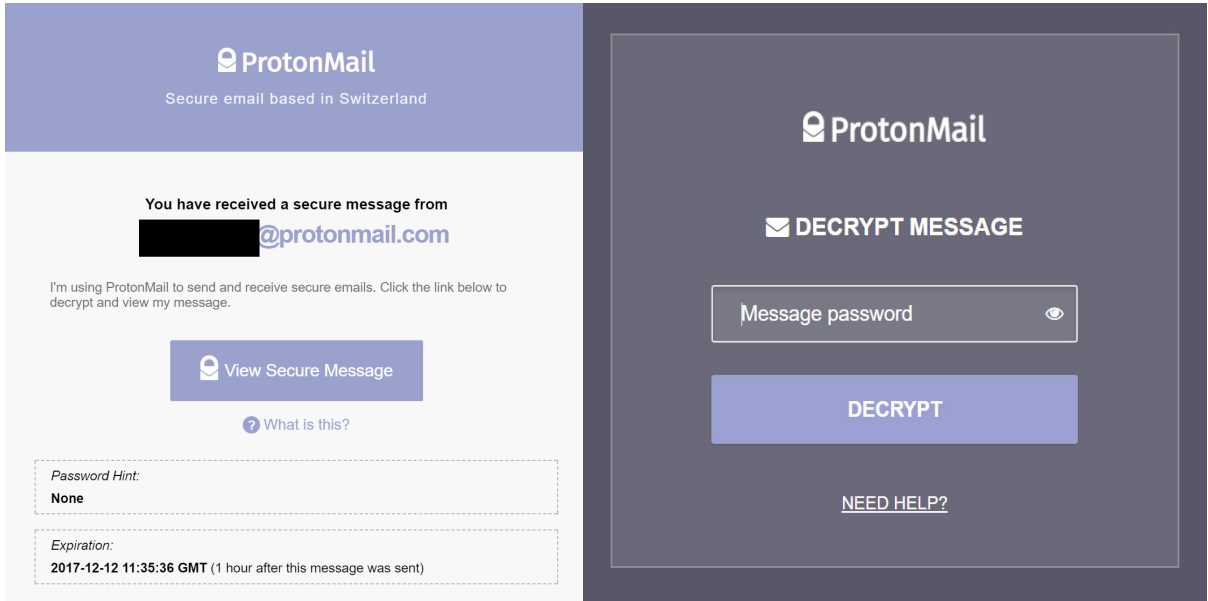 ProtonMail
Secure email based in Switzerland
You have received a secure message from
@protonmail.com
I'm using ProtonMail to send and receive secure emails. Click the link below to
decrypt and view my message.
View Secure Message
? What is this?
Password Hint:
None
Expiration:
2017-12-12 11:35:36 GMT (1 hour after this message was sent)
ProtonMail
DECRYPT MESSAGE
Message password
DECRYPT
NEED HELP?